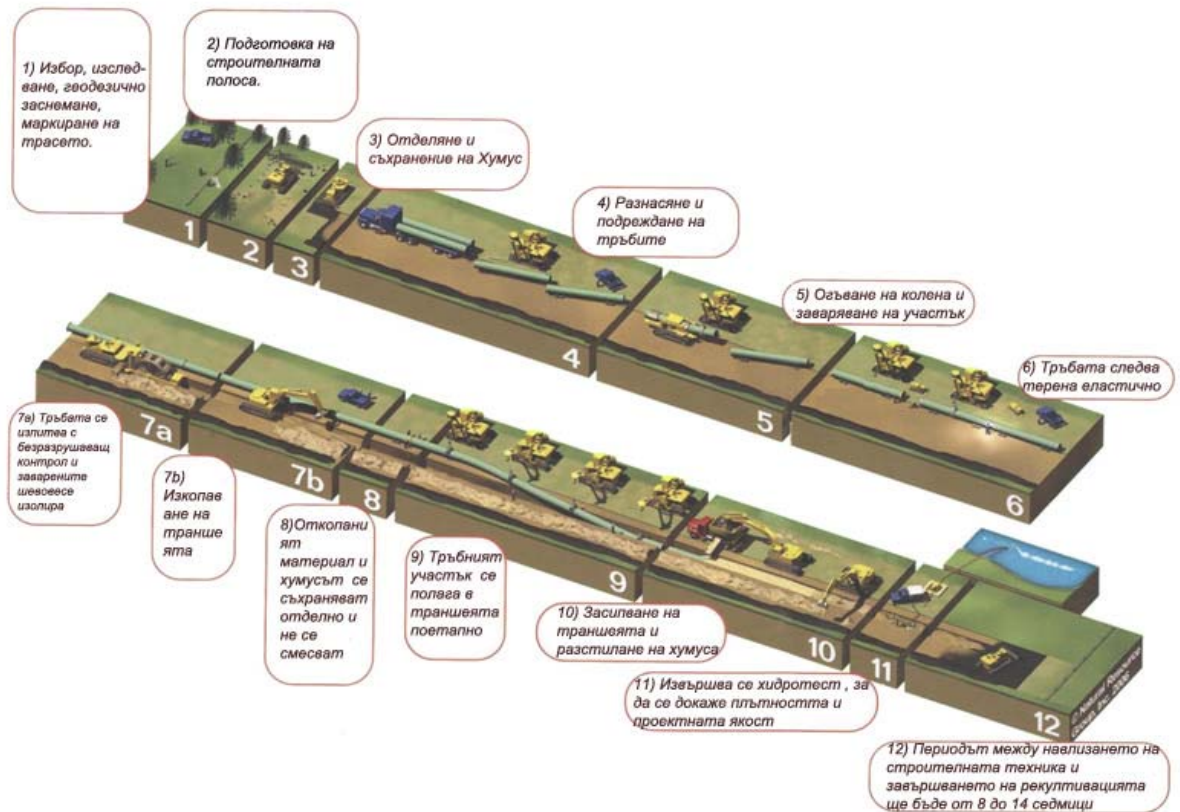 1) Избор, изслед-
ване, геодезично
заснемане,
маркиране на
трасето.
2) Подготовка на
строителната
полоса.
3) Отделяне и
съхранение на Хумус
4) Разнасяне и
подреждане на
тръбите
5) Огъване на колена и
заваряване на участък
6) Тръбата следва
терена еластично
1
2
3
4
5
6
7a) Тръбата се
изпитва с
безразрушаващ
контрол и
заварените
шевовесе
изолира
7b)
Изкопав
ане на
транше
ята
8)Откопани
ят
материал и
хумусът се
съхраняват
отделно и
не се
смесват
9) Тръбният
участък се
полага в
траншеята
поетапно
10) Засипване на
траншеята и
разстилане на хумуса
11) Извършва се хидротест , за
да се докаже плътността и
проектната якост
12) Периодът между навлизането на
строителната техника и
завършването на рекултивацията
ще бъде от 8 до 14 седмици
7a
7b
8
9
10
11
12
© Natural Resource
Group, Inc. 2006